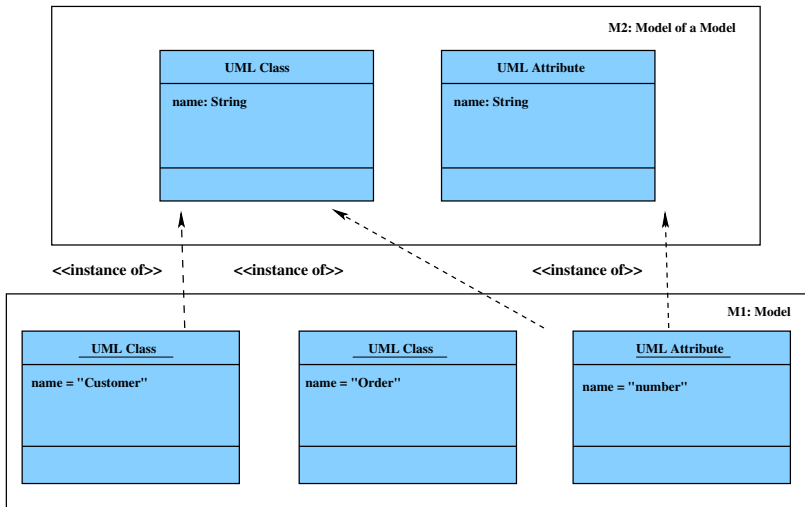 M2: Model of a Model
UML Class
UML Attribute
name: String
name: String
<<instance of>>
<<instance of>>
<<instance of>>
M1: Model
UML Class
UML Class
UML Attribute
name = "Customer"
name = "Order"
name = "number"